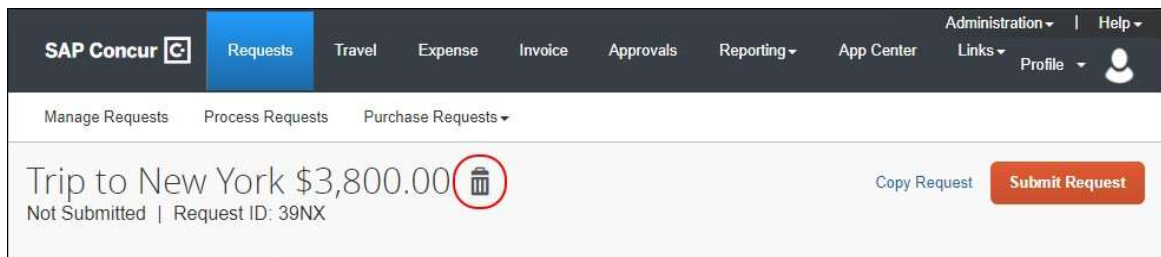 Administration | Help
SAP Concur C Requests Travel Expense Invoice Approvals Reporting App Center Links Profile
Manage Requests Process Requests Purchase Requests
Trip to New York $3,800.00
Copy Request Submit Request
Not Submitted | Request ID: 39NX